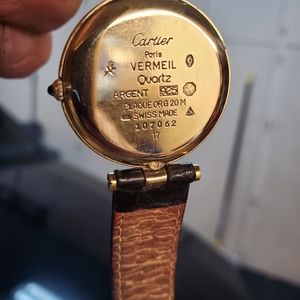 Cartier
Paris
VERMEIL
Quartz
ARGENT 925
PLAQUE OR G 20 M
SWISS MADE
107062
17